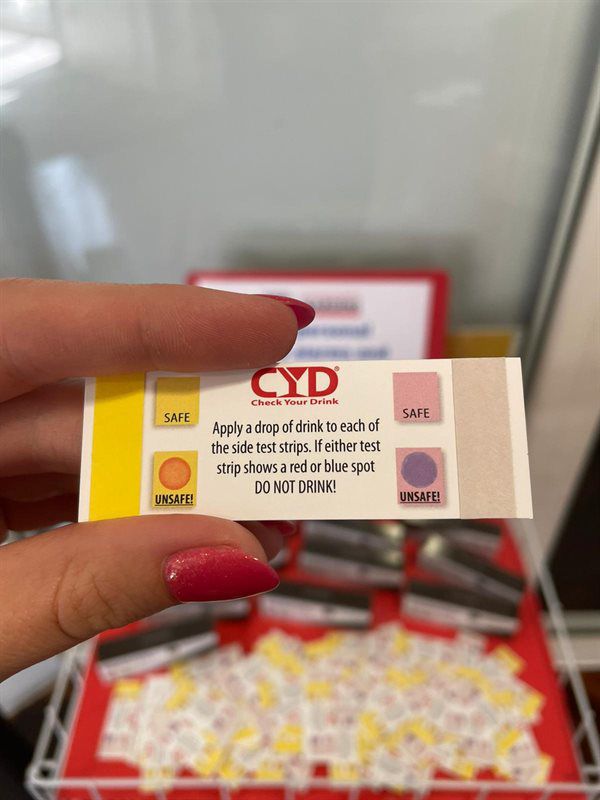 CYD®
Check Your Drink
SAFE
UNSAFE!
Apply a drop of drink to each of
the side test strips. If either test
strip shows a red or blue spot
DO NOT DRINK!
SAFE
UNSAFE!